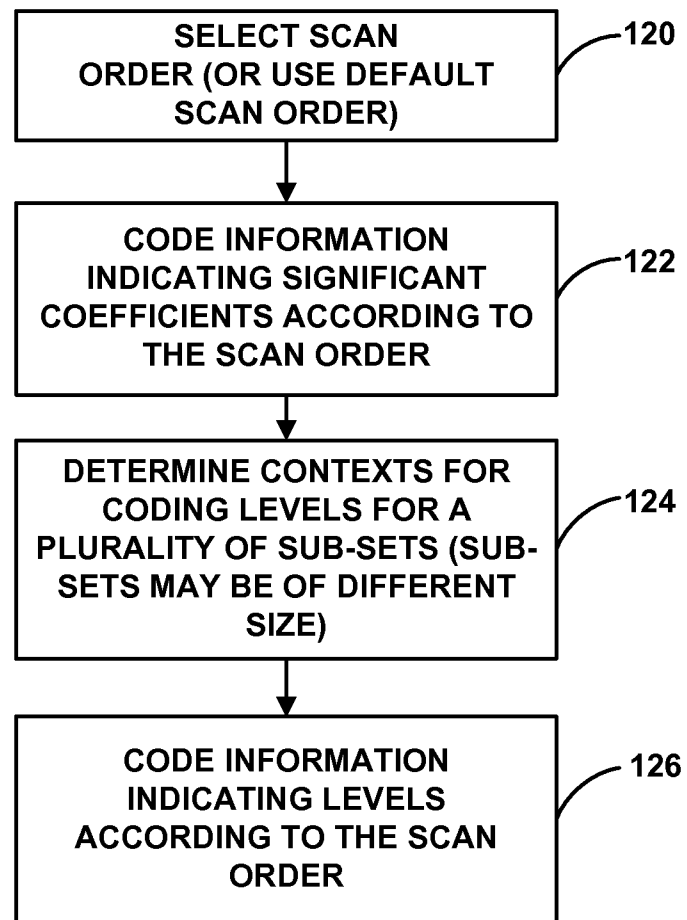 SELECT SCAN
ORDER (OR USE DEFAULT
SCAN ORDER)
120
CODE INFORMATION
INDICATING SIGNIFICANT
COEFFICIENTS ACCORDING TO
THE SCAN ORDER
122
DETERMINE CONTEXTS FOR
CODING LEVELS FOR A
PLURALITY OF SUB-SETS (SUB-
SETS MAY BE OF DIFFERENT
SIZE)
124
CODE INFORMATION
INDICATING LEVELS
ACCORDING TO THE SCAN
ORDER
126